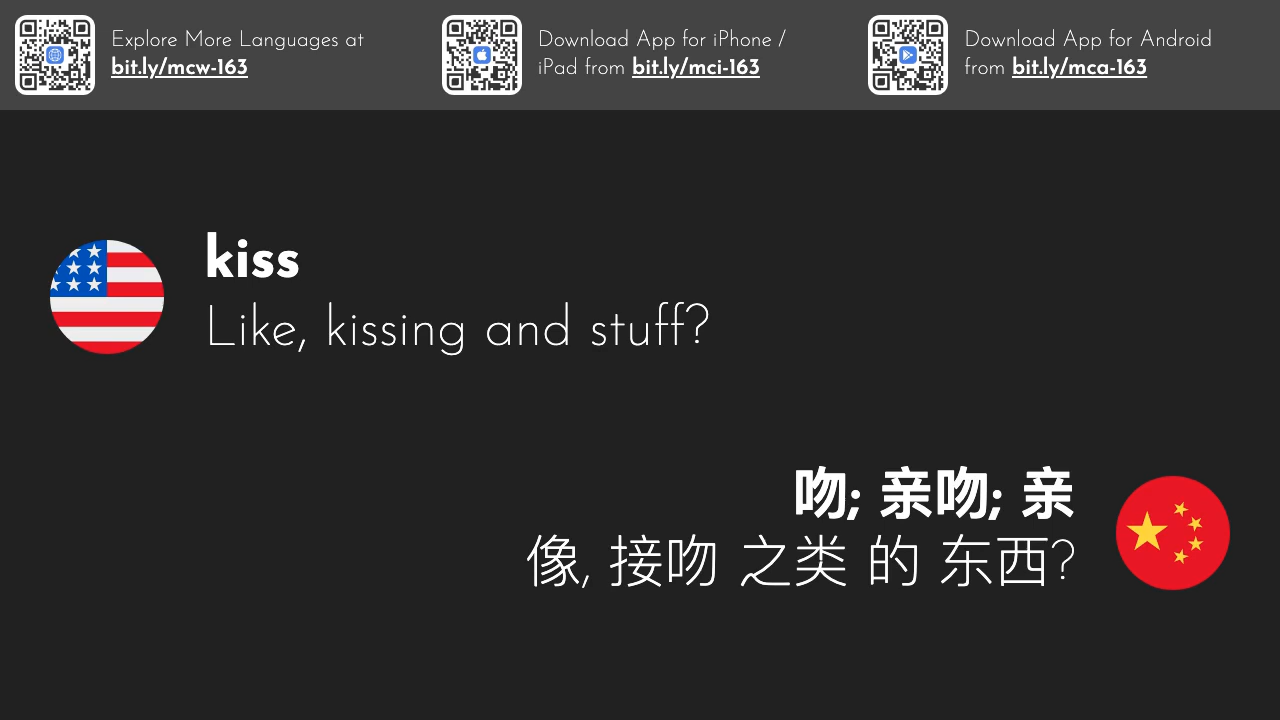 Explore More Languages at
bit.ly/mcw-163
Download App for iPhone /
iPad from bit.ly/mci-163
Download App for Android
from bit.ly/mca-163
kiss
Like, kissing and stuff?
吻; 亲吻; 亲
像, 接吻 之类 的 东西?